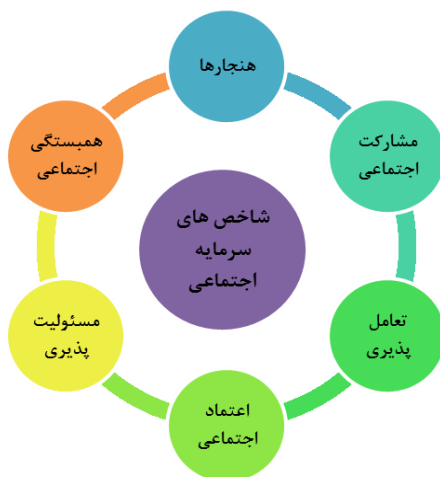 هنجارها
مشارکت
اجتماعی
تعامل
پذیری
اعتماد
اجتماعی
مسئولیت
پذیری
همبستگی
اجتماعی
شاخص های
سرمایه
اجتماعی